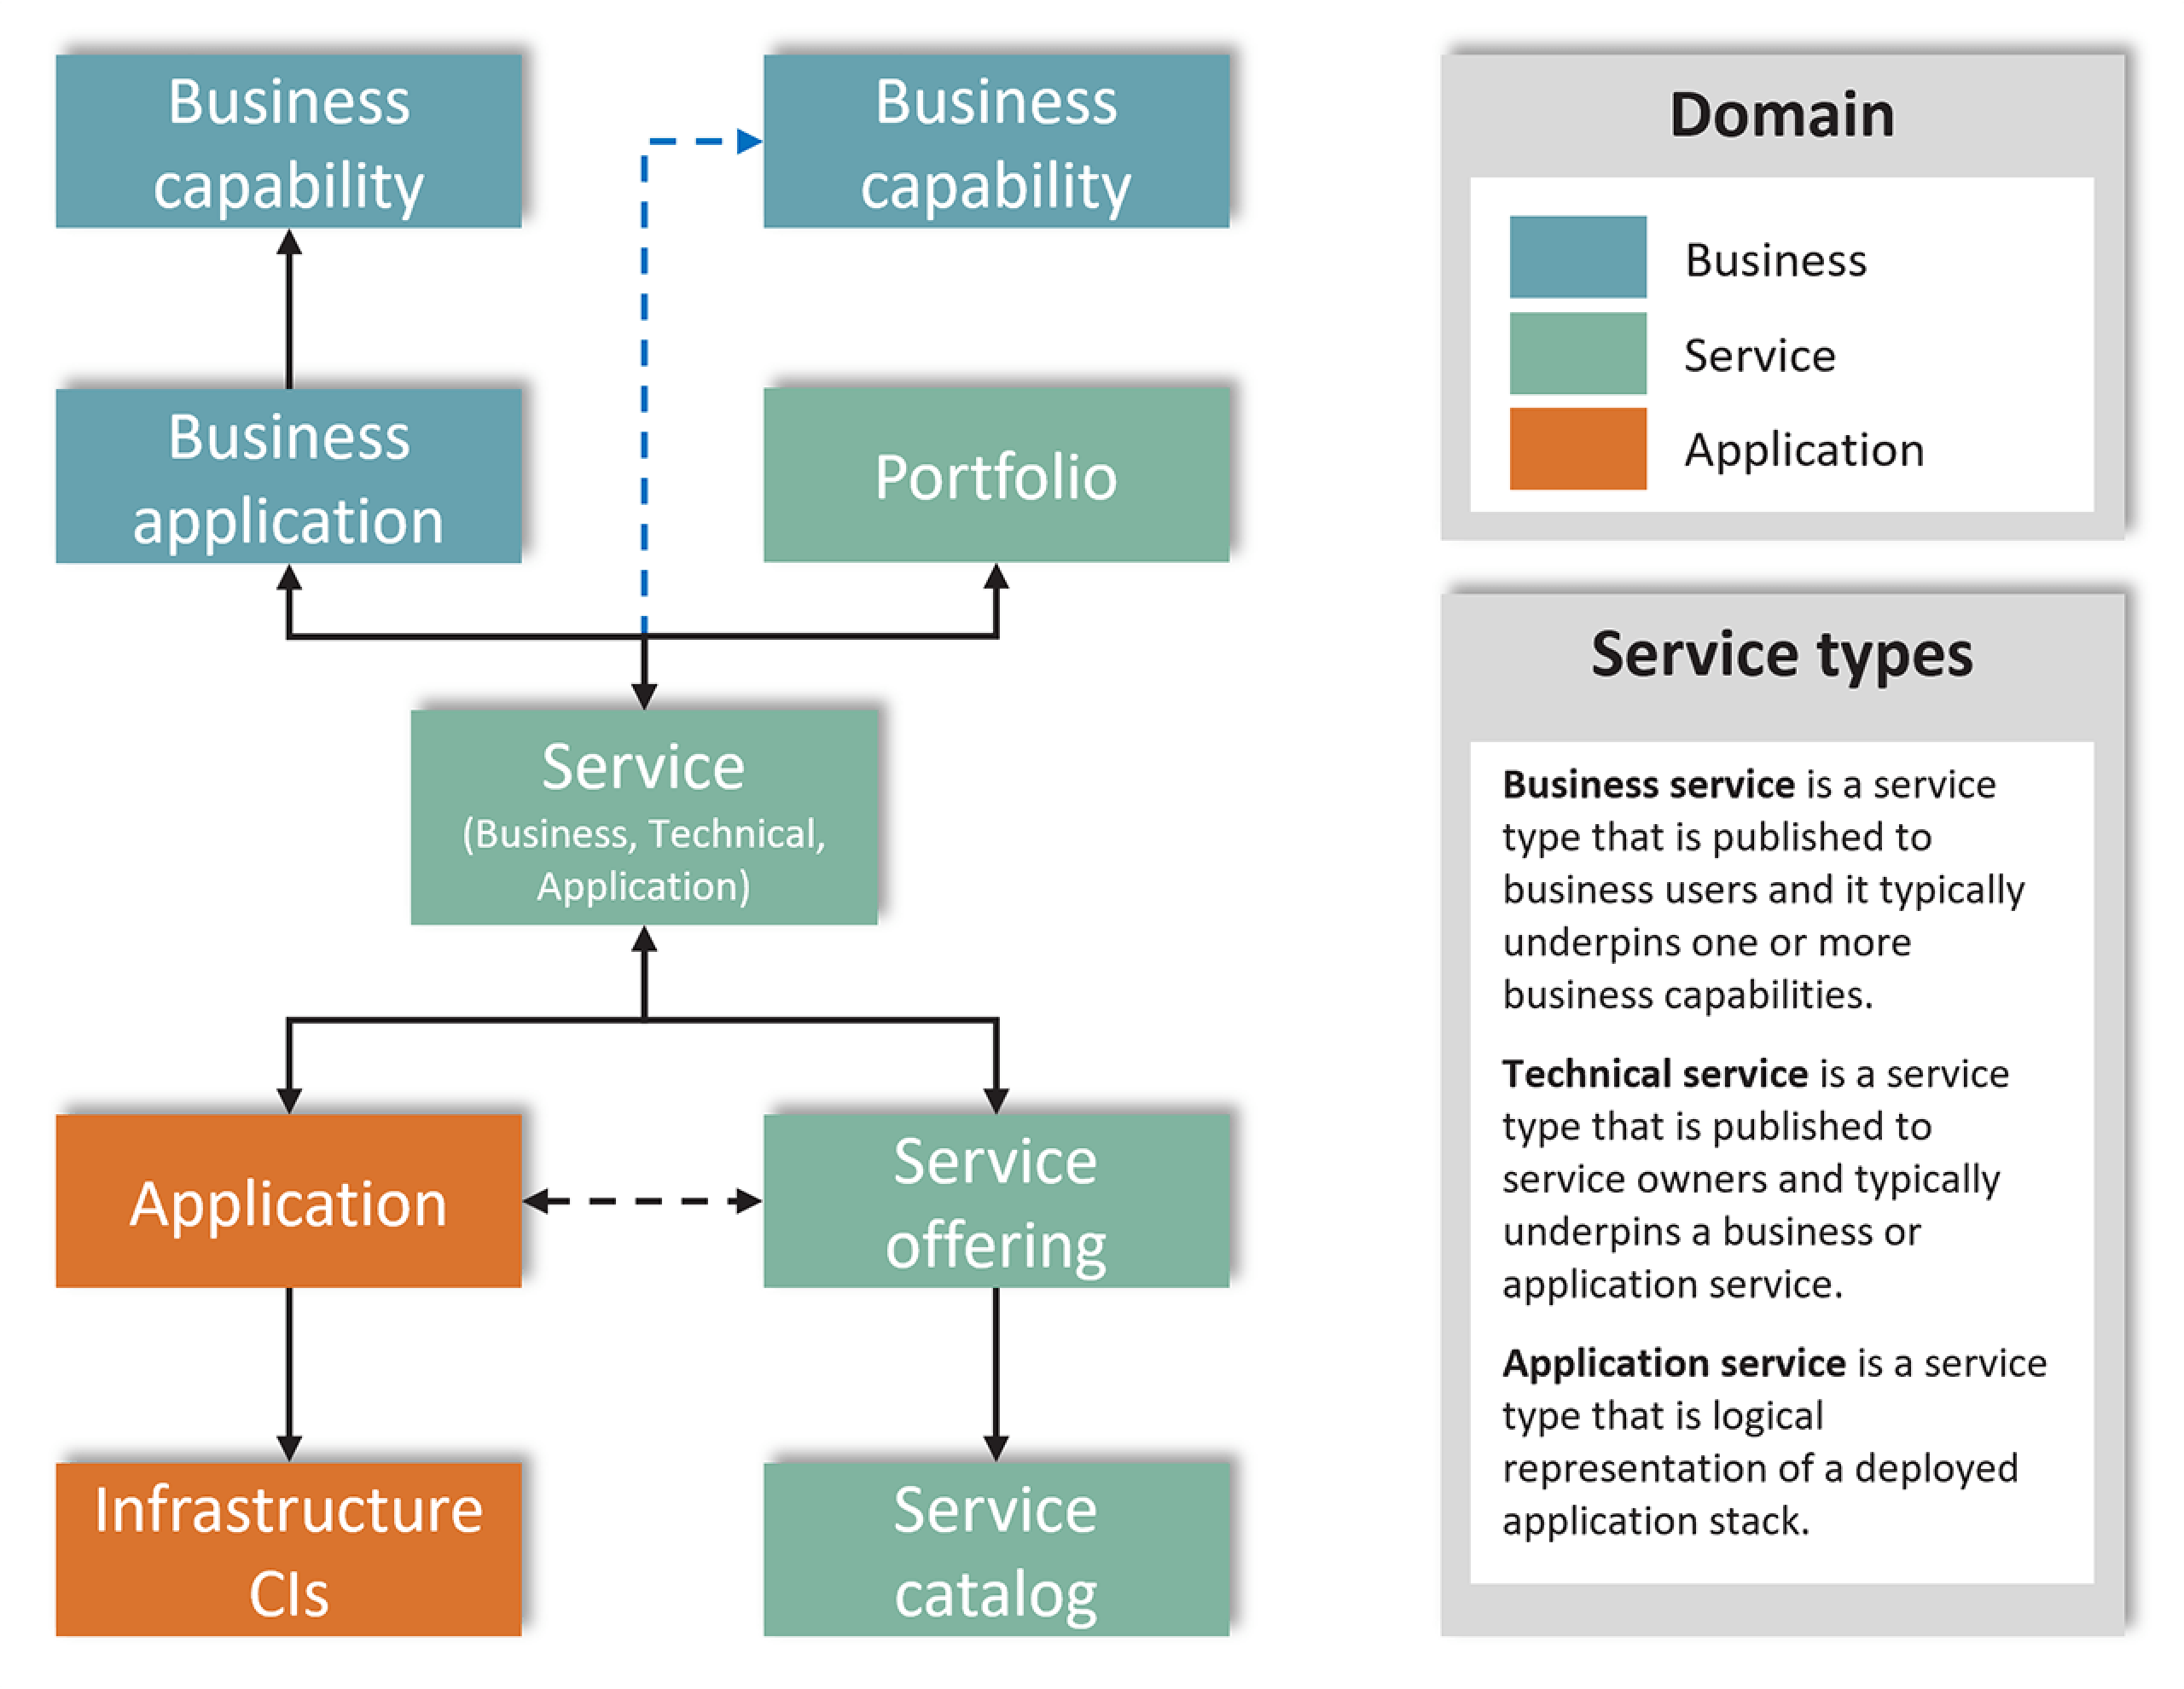 Business
capability
Business
capability
Business
application
Portfolio
Service
(Business, Technical,
Application)
Application
Service
offering
Infrastructure
CIs
Service
catalog
Domain
Business
Service
Application
Service types
Business service is a service
type that is published to
business users and it typically
underpins one or more
business capabilities.
Technical service is a service
type that is published to
service owners and typically
underpins a business or
application service.
Application service is a service
type that is logical
representation of a deployed
application stack.